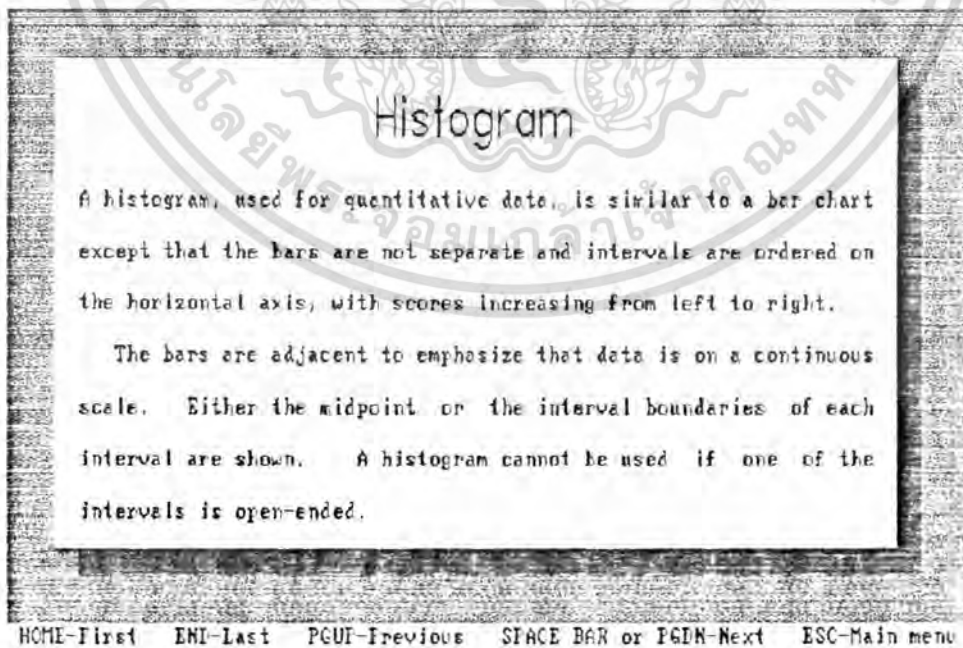 Histogram
A histogram, used for quantitative data, is similar to a bar chart
except that the bars are not separate and intervals are ordered on
the horizontal axis, with scores increasing from left to right.
The bars are adjacent to emphasize that data is on a continuous
scale. Either the midpoint or the interval boundaries of each
interval are shown. A histogram cannot be used if one of the
intervals is open-ended.
HOME-First END-Last PGUP-Previous SPACE BAR or PGDN-Next ESC-Main menu